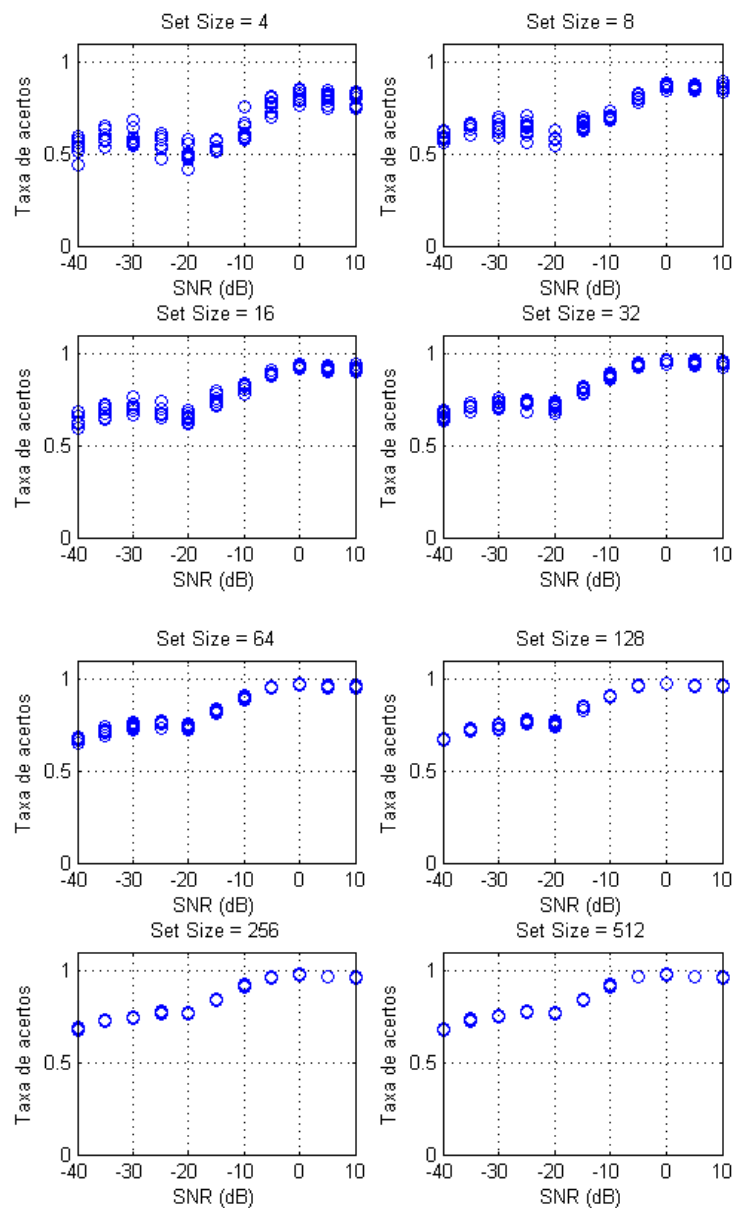 Set Size = 4
Taxa de acertos
1
0.5
0
-40 -30 -20 -10 0 10
SNR (dB)
Set Size = 8
Taxa de acertos
1
0.5
0
-40 -30 -20 -10 0 10
SNR (dB)
Set Size = 16
Taxa de acertos
1
0.5
0
-40 -30 -20 -10 0 10
SNR (dB)
Set Size = 32
Taxa de acertos
1
0.5
0
-40 -30 -20 -10 0 10
SNR (dB)
Set Size = 64
Taxa de acertos
1
0.5
0
-40 -30 -20 -10 0 10
SNR (dB)
Set Size = 128
Taxa de acertos
1
0.5
0
-40 -30 -20 -10 0 10
SNR (dB)
Set Size = 256
Taxa de acertos
1
0.5
0
-40 -30 -20 -10 0 10
SNR (dB)
Set Size = 512
Taxa de acertos
1
0.5
0
-40 -30 -20 -10 0 10
SNR (dB)